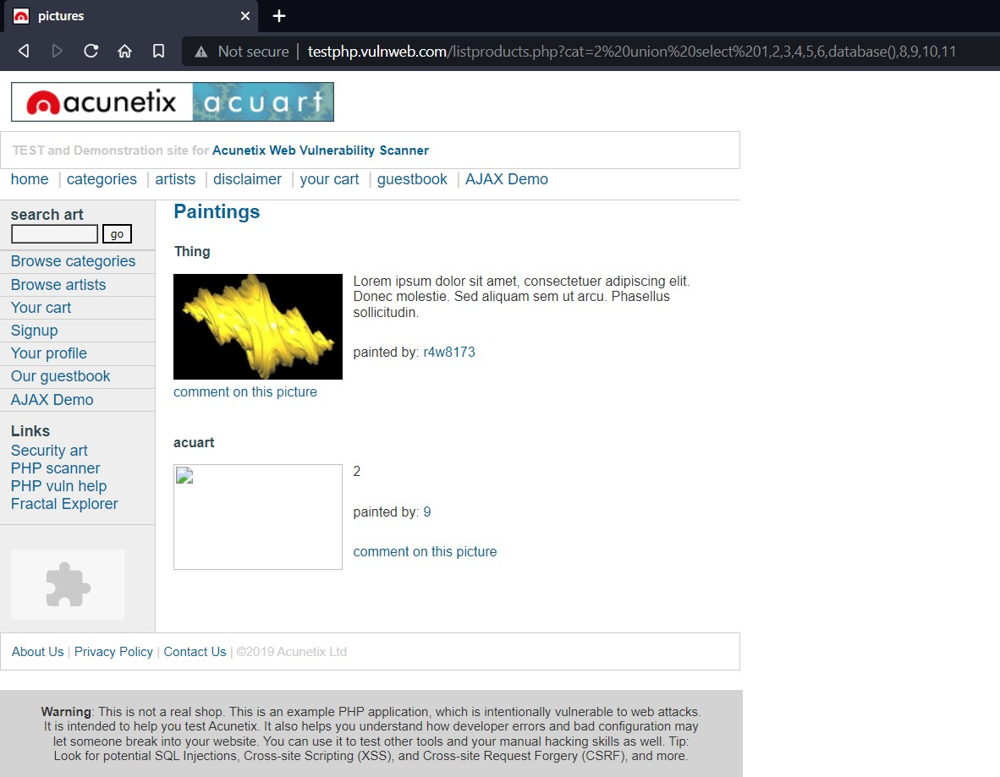 pictures
Not secure | testphp.vulnweb.com/listproducts.php?cat=2%20union%20select%201,2,3,4,5,6,database(),8,9,10,11
acunetix acuart
TEST and Demonstration site for Acunetix Web Vulnerability Scanner
home | categories | artists | disclaimer | your cart | guestbook | AJAX Demo
search art
go
Browse categories
Browse artists
Your cart
Signup
Your profile
Our guestbook
AJAX Demo
Links
Security art
PHP scanner
PHP vuln help
Fractal Explorer
Paintings
Thing
Lorem ipsum dolor sit amet, consectetuer adipiscing elit.
Donec molestie. Sed aliquam sem ut arcu. Phasellus
sollicitudin.
painted by: r4w8173
comment on this picture
acuart
2
painted by: 9
comment on this picture
About Us | Privacy Policy | Contact Us | ©2019 Acunetix Ltd
Warning: This is not a real shop. This is an example PHP application, which is intentionally vulnerable to web attacks.
It is intended to help you test Acunetix. It also helps you understand how developer errors and bad configuration may
let someone break into your website. You can use it to test other tools and your manual hacking skills as well. Tip:
Look for potential SQL Injections, Cross-site Scripting (XSS), and Cross-site Request Forgery (CSRF), and more.